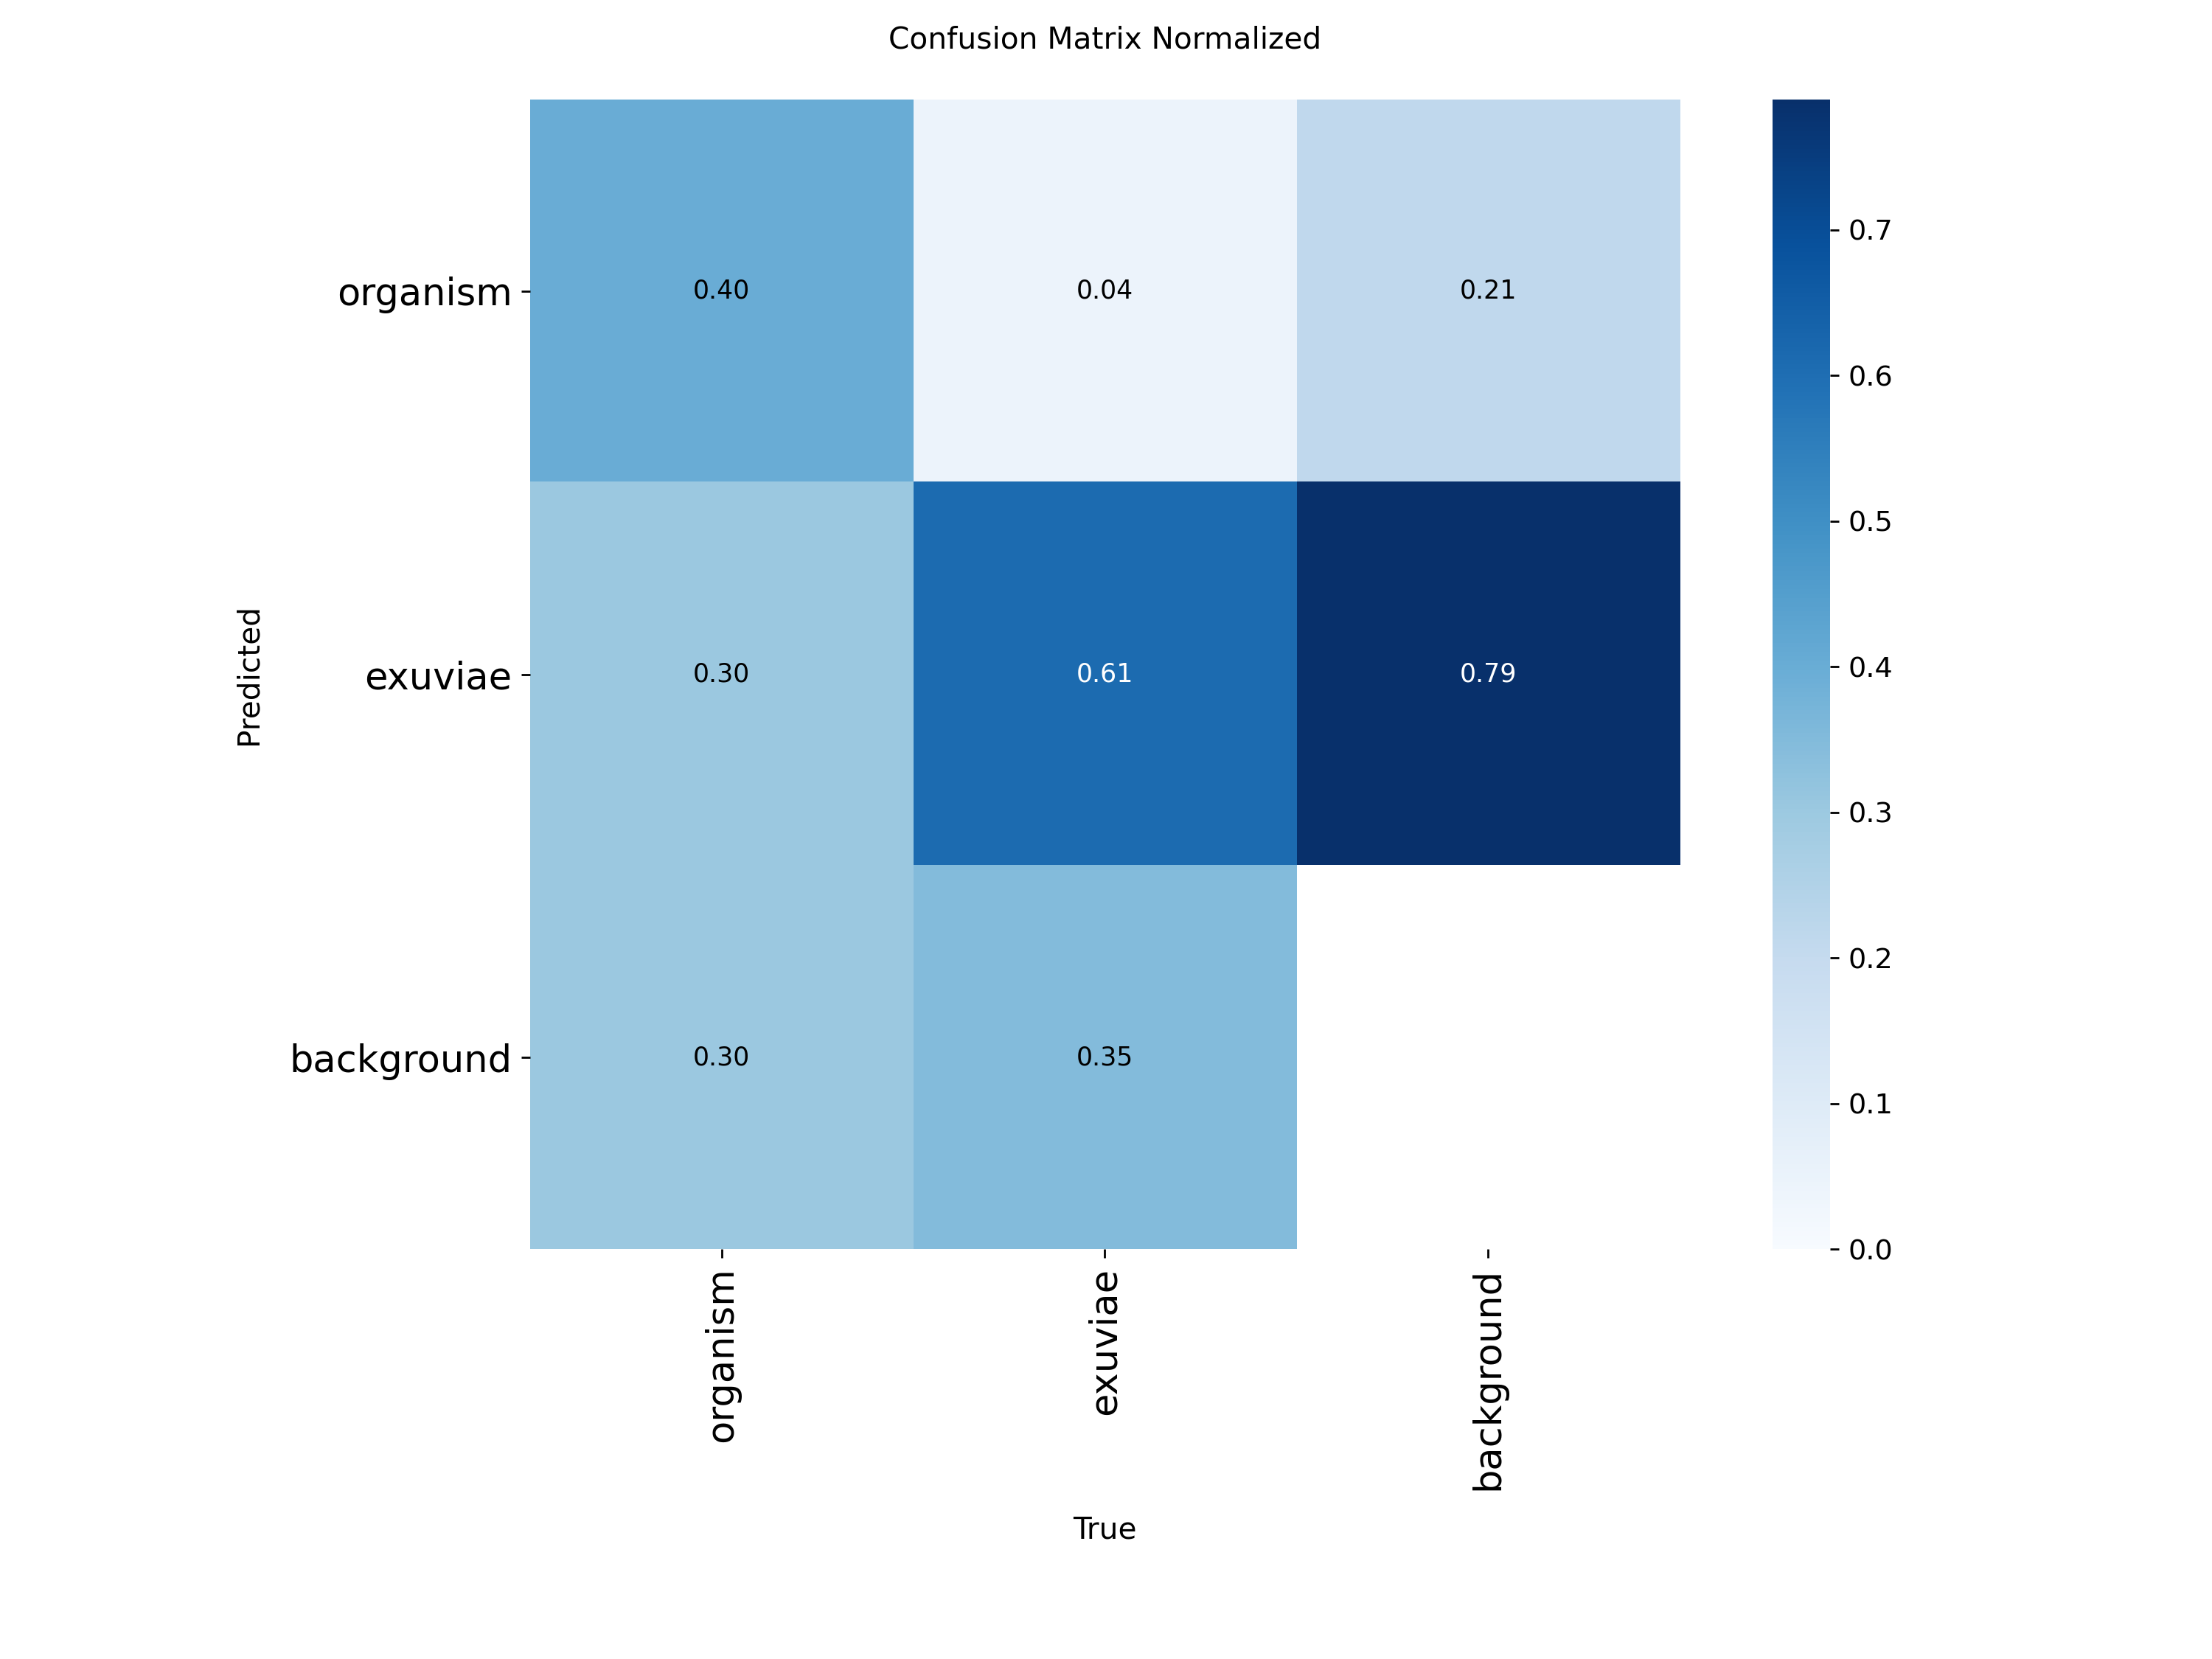 Confusion Matrix Normalized
organism
0.40
0.04
0.21
exuviae
0.30
0.61
0.79
background
0.30
0.35
Predicted
organism
exuviae
background
True
0.7
0.6
0.5
0.4
0.3
0.2
0.1
0.0